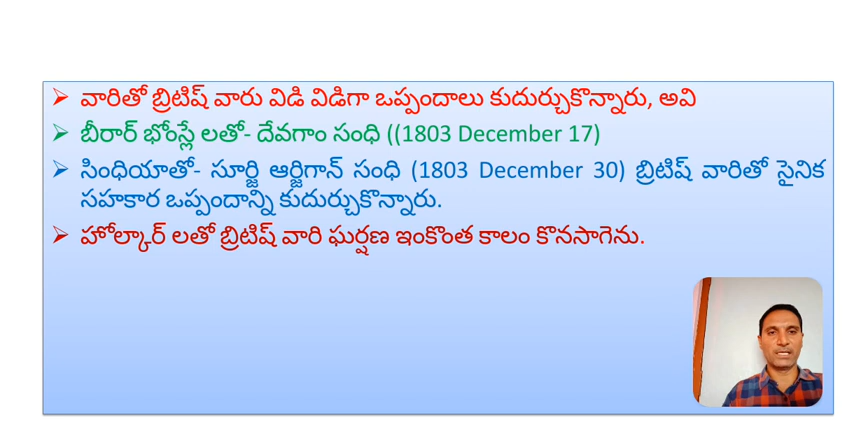 వారితో బ్రిటిష్ వారు విడి విడిగా ఒప్పందాలు కుదుర్చుకొన్నారు, అవి
బీరార్ భోంస్లే లతో- దేవగాం సంధి ((1803 December 17)
సింధియాతో- సూర్జి ఆర్జిగాన్ సంధి (1803 December 30) బ్రిటిష్ వారితో సైనిక
సహకార ఒప్పందాన్ని కుదుర్చుకొన్నారు.
హోల్కార్ లతో బ్రిటిష్ వారి ఘర్షణ ఇంకొంత కాలం కొనసాగెను.